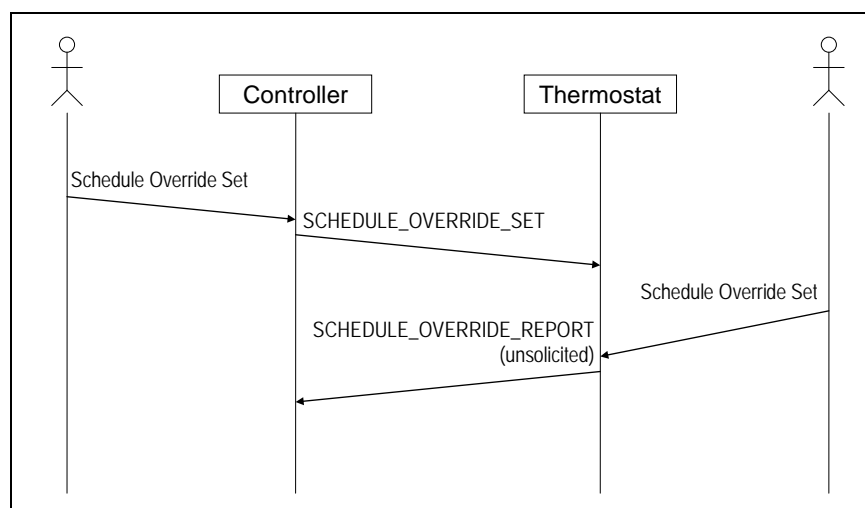 Controller
Thermostat
Schedule Override Set
SCHEDULE_OVERRIDE_SET
Schedule Override Set
SCHEDULE_OVERRIDE_REPORT
(unsolicited)